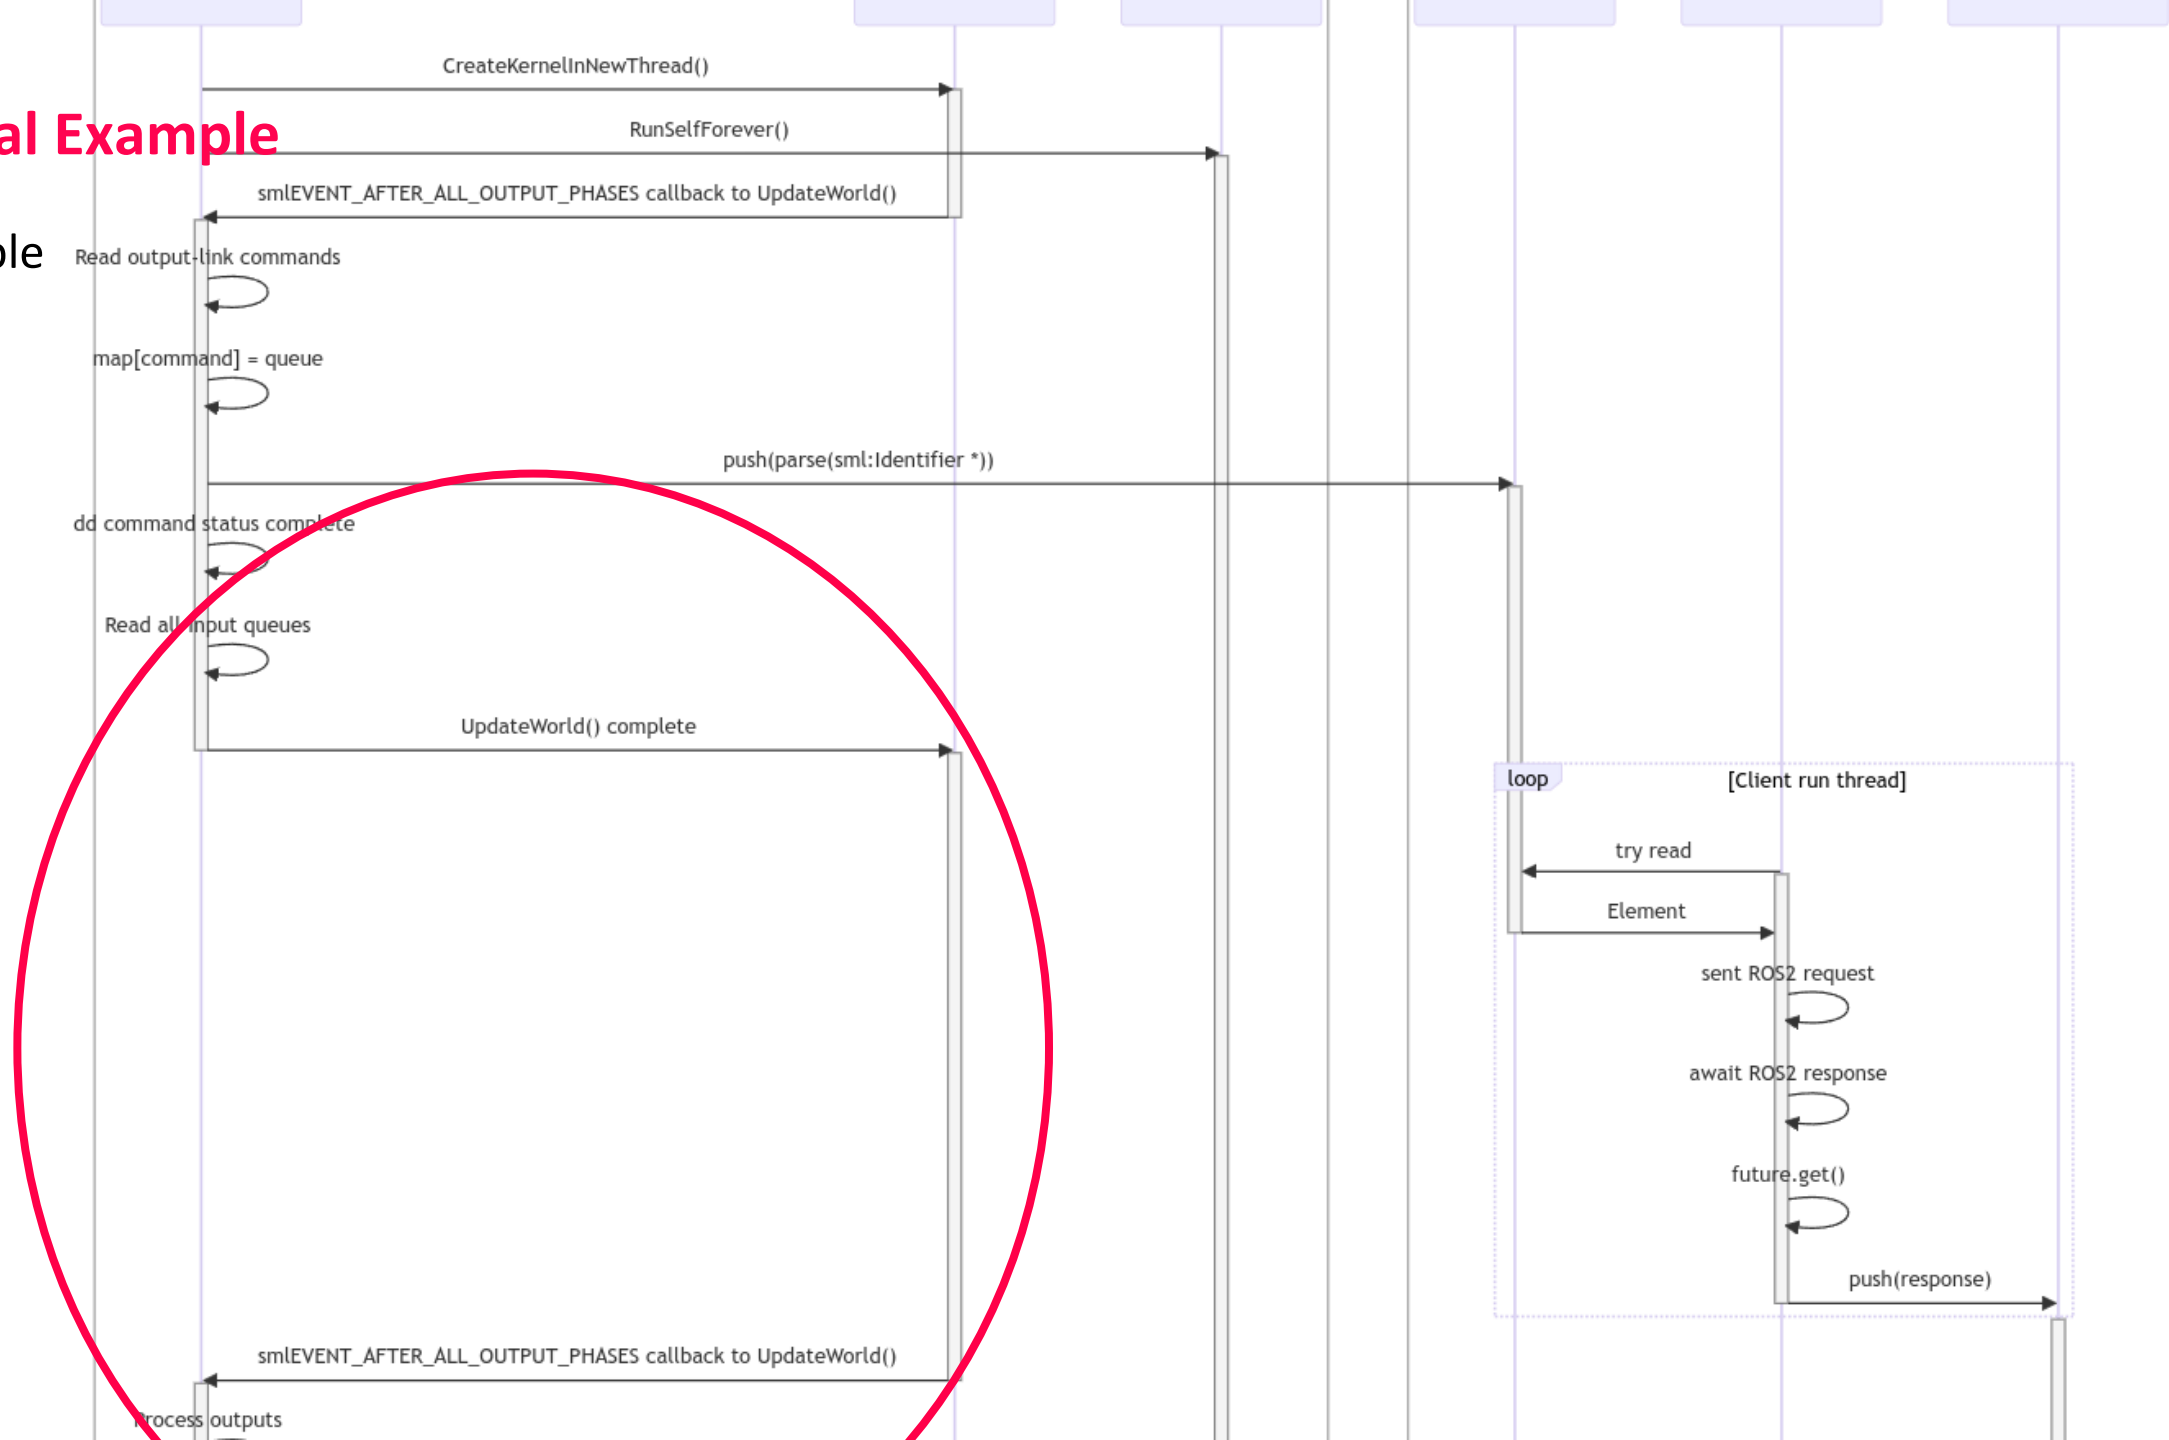 CreateKernelInNewThread()
al Example
RunSelfForever()
smlEVENT_AFTER_ALL_OUTPUT_PHASES callback to UpdateWorld()
ple
Read output-link commands
map[command] = queue
push(parse(sml:Identifier *))
dd command status complete
Read all input queues
UpdateWorld() complete
loop
[Client run thread]
try read
Element
sent ROS2 request
await ROS2 response
future.get()
push(response)
smlEVENT_AFTER_ALL_OUTPUT_PHASES callback to UpdateWorld()
Process outputs